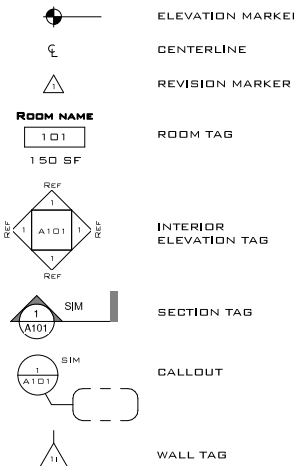 ELEVATION MARKER
℄ CENTERLINE
1 REVISION MARKER
ROOM NAME
101 ROOM TAG
150 SF
REF
1
REF 1 A101 1 REF
INTERIOR
ELEVATION TAG
1
REF
1 SIM
A101
SECTION TAG
SIM
1
A101
CALLOUT
11 WALL TAG